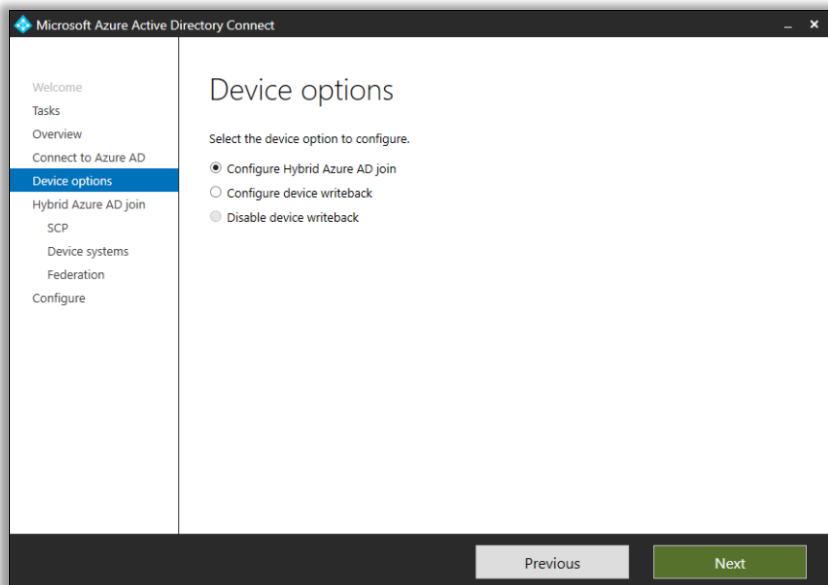 Microsoft Azure Active Directory Connect
Welcome
Tasks
Overview
Connect to Azure AD
Device options
Hybrid Azure AD join
SCP
Device systems
Federation
Configure
Device options
Select the device option to configure.
Configure Hybrid Azure AD join
Configure device writeback
Disable device writeback
Previous
Next